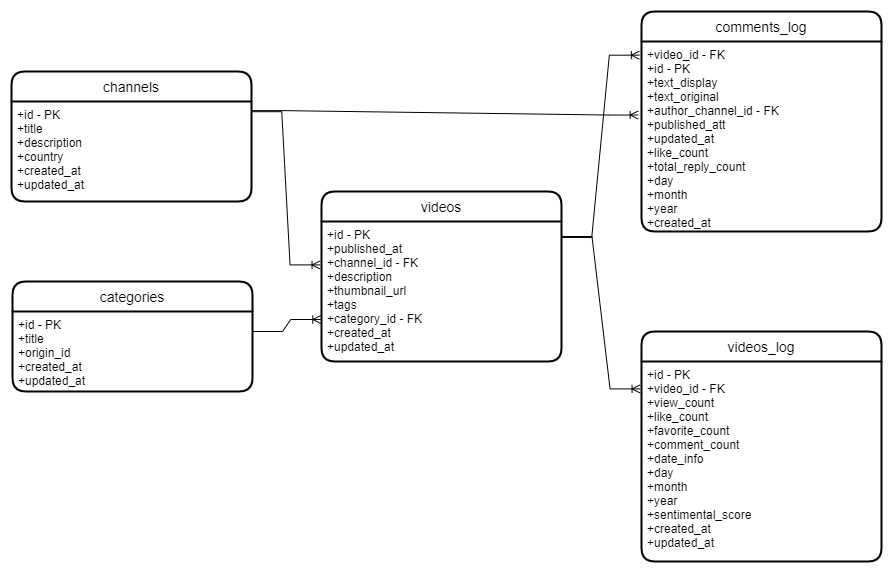 channels
+id - PK
+title
+description
+country
+created_at
+updated_at
categories
+id - PK
+title
+origin_id
+created_at
+updated_at
videos
+id - PK
+published_at
+channel_id - FK
+description
+thumbnail_url
+tags
+category_id - FK
+created_at
+updated_at
comments_log
+video_id - FK
+id - PK
+text_display
+text_original
+author_channel_id - FK
+published_att
+updated_at
+like_count
+total_reply_count
+day
+month
+year
+created_at
videos_log
+id - PK
+video_id - FK
+view_count
+like_count
+favorite_count
+comment_count
+date_info
+day
+month
+year
+sentimental_score
+created_at
+updated_at